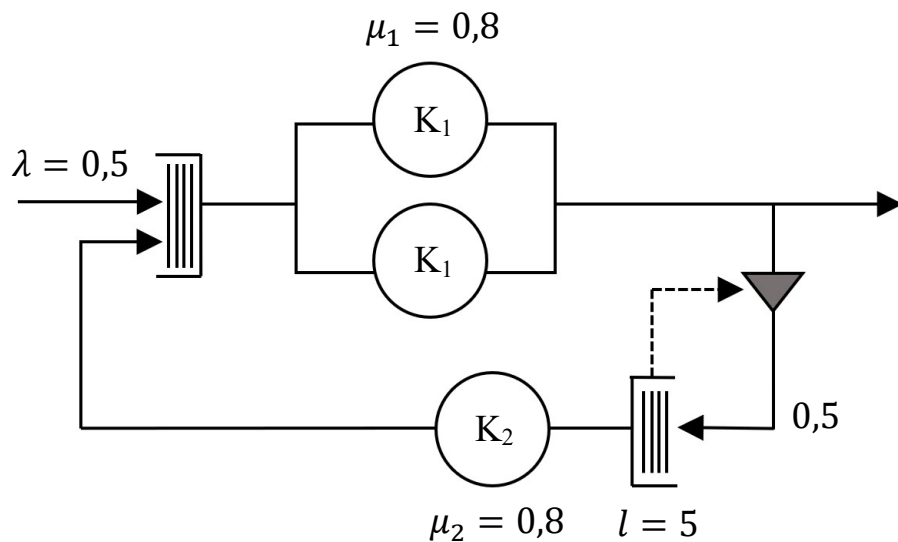 μ₁ = 0,8
K₁
λ = 0,5
K₁
0,5
K₂
μ₂ = 0,8
l = 5